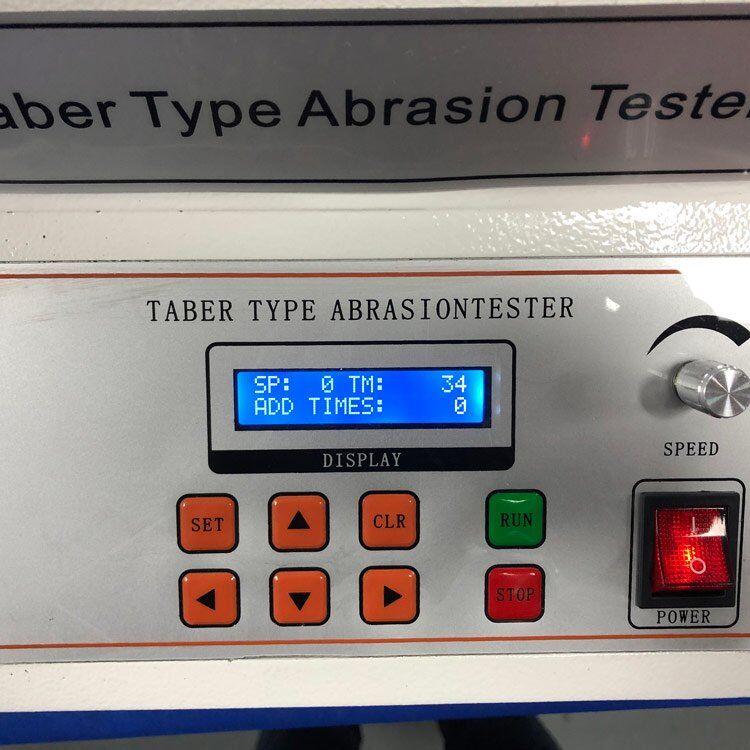 aber Type Abrasion Tester
TABER TYPE ABRASIONTESTER
SP: 0 TM: 34
ADD TIMES: 0
DISPLAY
SPEED
SET
CLR
RUN
STOP
POWER